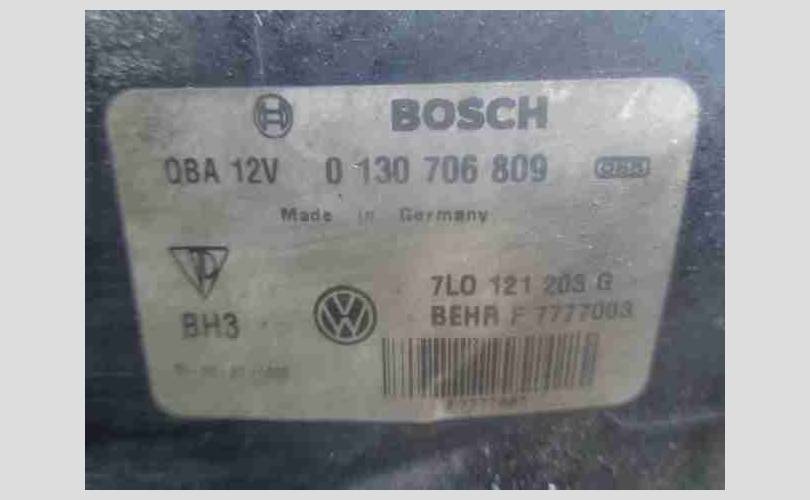 BOSCH
QBA 12V 0 130 706 809
Made in Germany
7L0 121 203 G
BH3
BEHR F 7777003